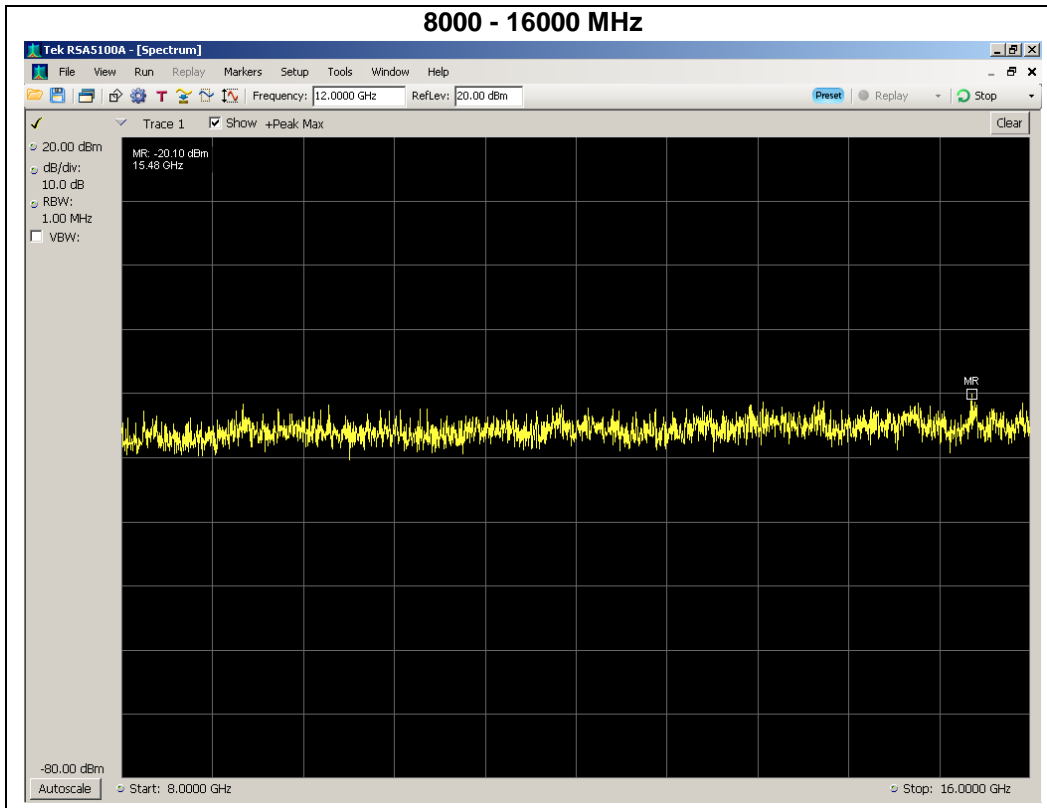 8000 - 16000 MHz
Tek RSA5100A - [Spectrum]
File View Run Replay Markers Setup Tools Window Help
T Frequency: 12.0000 GHz RefLev: 20.00 dBm Preset Replay Stop
Trace 1 Show +Peak Max Clear
20.00 dBm
dB/div:
10.0 dB
RBW:
1.00 MHz
VBW:
MR: -20.10 dBm
15.48 GHz
MR
-80.00 dBm
Autoscale Start: 8.0000 GHz Stop: 16.0000 GHz